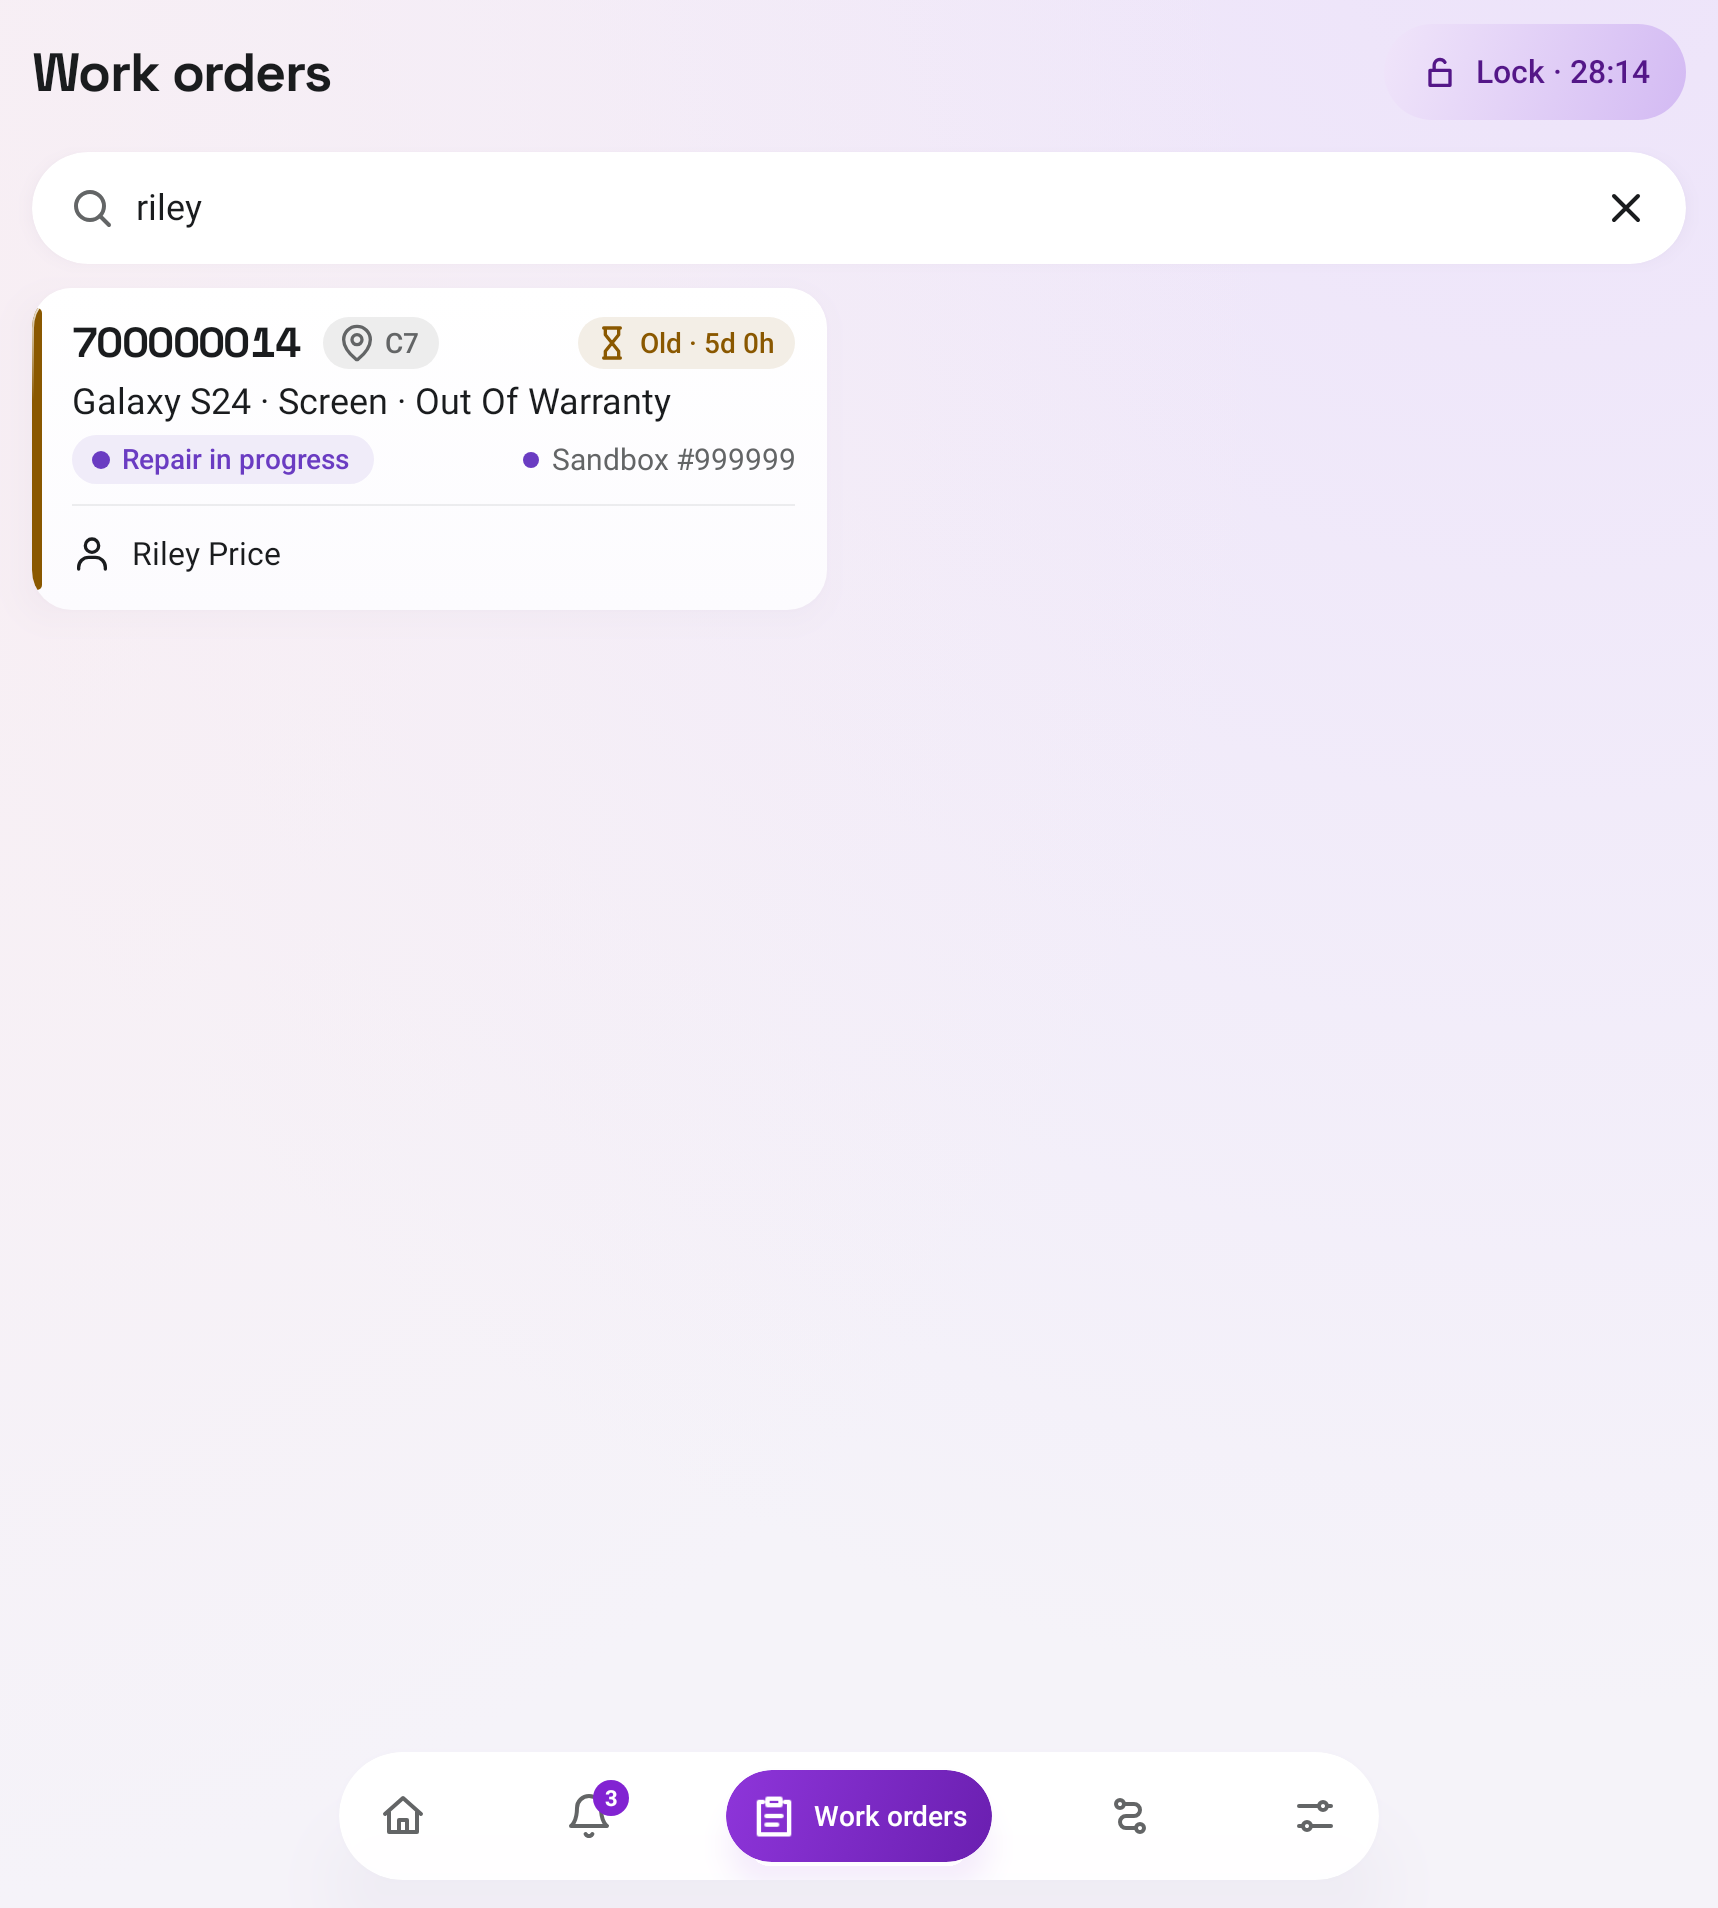 Work orders
Lock · 28:14
riley
700000014
C7
Old · 5d 0h
Galaxy S24 · Screen · Out Of Warranty
Repair in progress
Sandbox #999999
Riley Price
3
Work orders